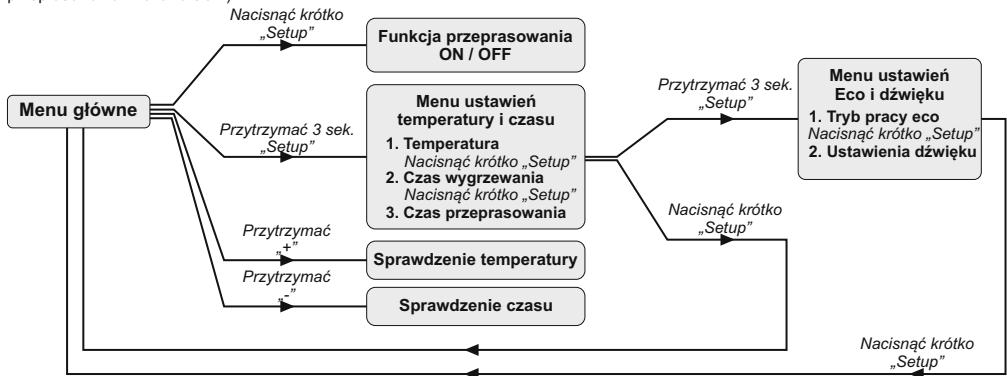 Nacisnąć krótko
„Setup”
Funkcja przeprasowania
ON / OFF
Menu główne
Przytrzymać 3 sek.
„Setup”
Menu ustawień
temperatury i czasu
1. Temperatura
Nacisnąć krótko „Setup”
2. Czas wygrzewania
Nacisnąć krótko „Setup”
3. Czas przeprasowania
Przytrzymać 3 sek.
„Setup”
Menu ustawień
Eco i dźwięku
1. Tryb pracy eco
Nacisnąć krótko „Setup”
2. Ustawienia dźwięku
Nacisnąć krótko
„Setup”
Przytrzymać
„+”
Sprawdzenie temperatury
Przytrzymać
„-”
Sprawdzenie czasu
Nacisnąć krótko
„Setup”